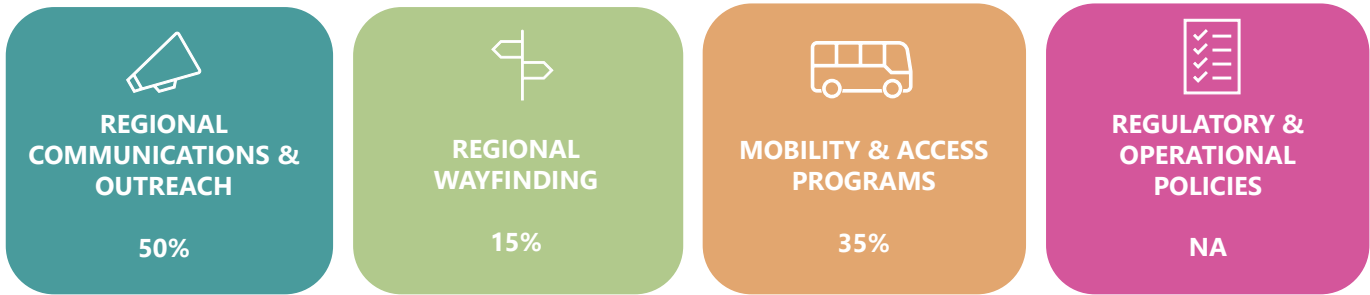 REGIONAL
COMMUNICATIONS &
OUTREACH
50%
REGIONAL
WAYFINDING
15%
MOBILITY & ACCESS
PROGRAMS
35%
REGULATORY &
OPERATIONAL
POLICIES
NA